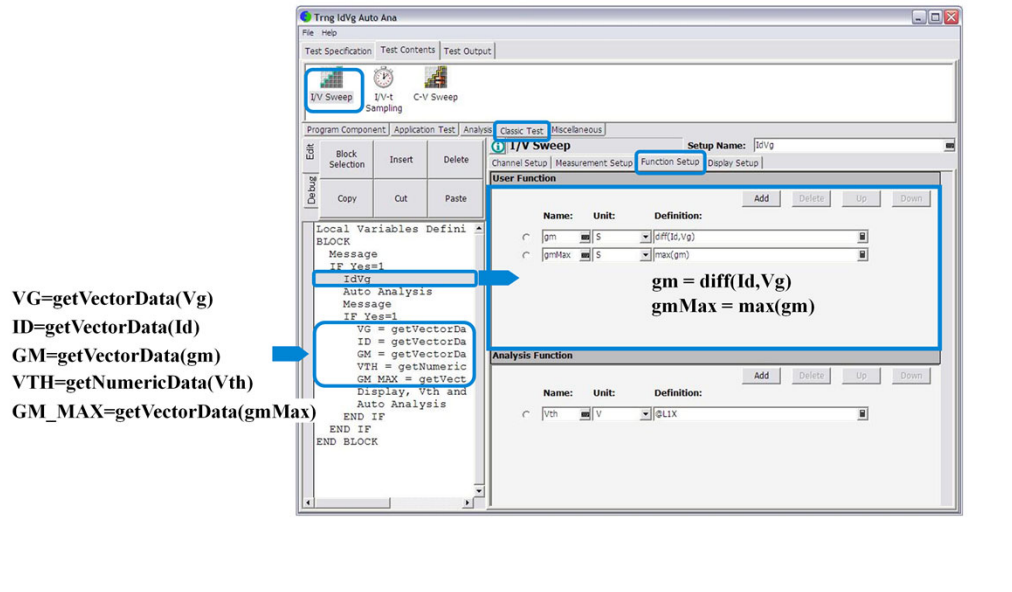 Trng IdVg Auto Ana
File Help
Test Specification Test Contents Test Output
I/V Sweep I/V-t Sampling C-V Sweep
Program Component Application Test Analysis Classic Test Miscellaneous
Edit
Debug
Block Selection Insert Delete
Copy Cut Paste
Local Variables Defini
BLOCK
Message
IF Yes=1
IdVg
Auto Analysis
Message
IF Yes=1
VG = getVectorDa
ID = getVectorDa
GM = getVectorDa
VTH = getNumeric
GM_MAX = getVect
Display, Vth and
Auto Analysis
END IF
END IF
END BLOCK
I/V Sweep Setup Name: IdVg
Channel Setup Measurement Setup Function Setup Display Setup
User Function
Add Delete Up Down
Name: Unit: Definition:
gm S diff(Id,Vg)
gmMax S max(gm)
gm = diff(Id,Vg)
gmMax = max(gm)
Analysis Function
Add Delete Up Down
Name: Unit: Definition:
Vth V @L1X
VG=getVectorData(Vg)
ID=getVectorData(Id)
GM=getVectorData(gm)
VTH=getNumericData(Vth)
GM_MAX=getVectorData(gmMax)